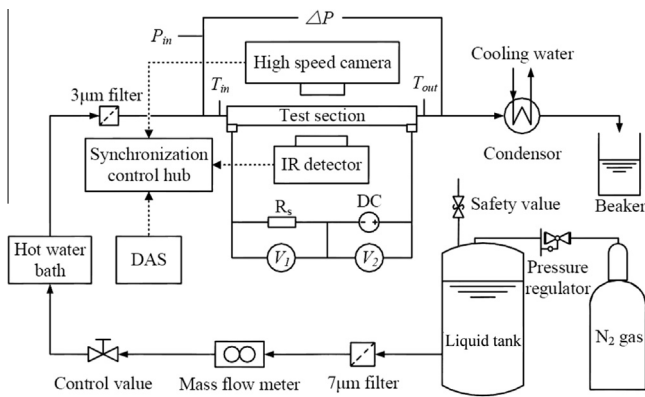 △P
P_in
High speed camera
Cooling water
T_in
T_out
3μm filter
Test section
Synchronization
control hub
IR detector
Condensor
Beaker
R_s
DC
Safety value
Hot water
bath
DAS
V_1
V_2
Pressure
regulator
Liquid tank
N_2 gas
Control value
Mass flow meter
7μm filter